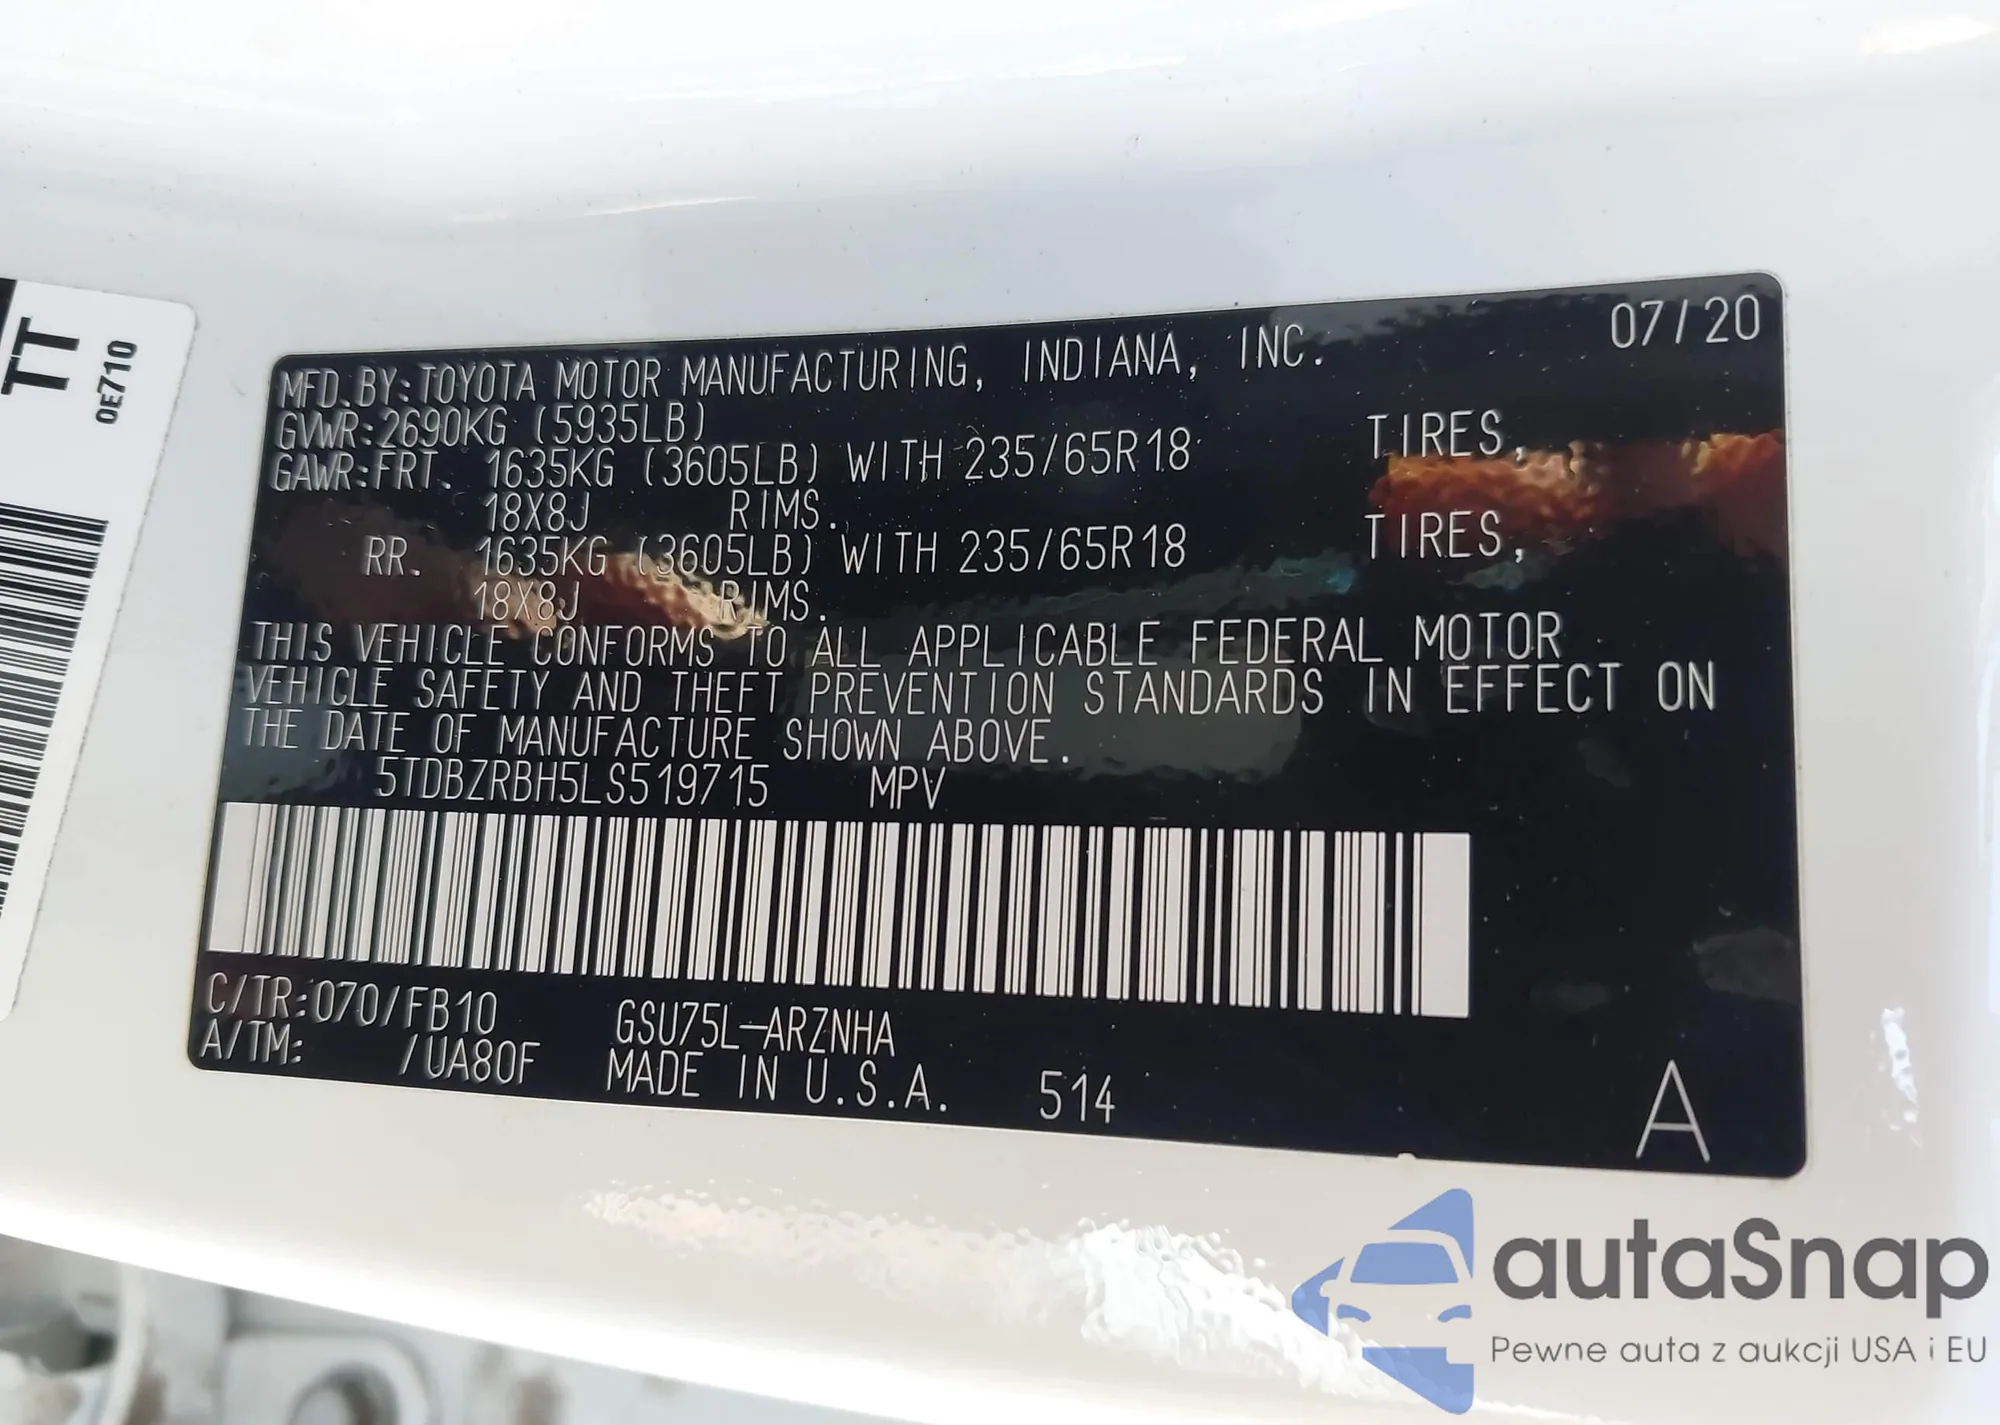 TT
0E710
MFD.BY:TOYOTA MOTOR MANUFACTURING, INDIANA, INC. 07/20
GVWR:2690KG (5935LB)
GAWR:FRT. 1635KG (3605LB) WITH 235/65R18 TIRES,
18X8J RIMS.
RR. 1635KG (3605LB) WITH 235/65R18 TIRES,
18X8J RIMS.
THIS VEHICLE CONFORMS TO ALL APPLICABLE FEDERAL MOTOR
VEHICLE SAFETY AND THEFT PREVENTION STANDARDS IN EFFECT ON
THE DATE OF MANUFACTURE SHOWN ABOVE.
5TDBZRBH5LS519715 MPV
C/TR:070/FB10 GSU75L-ARZNHA
A/TM: /UA80F MADE IN U.S.A. 514 A
autaSnap
Pewne auta z aukcji USA i EU